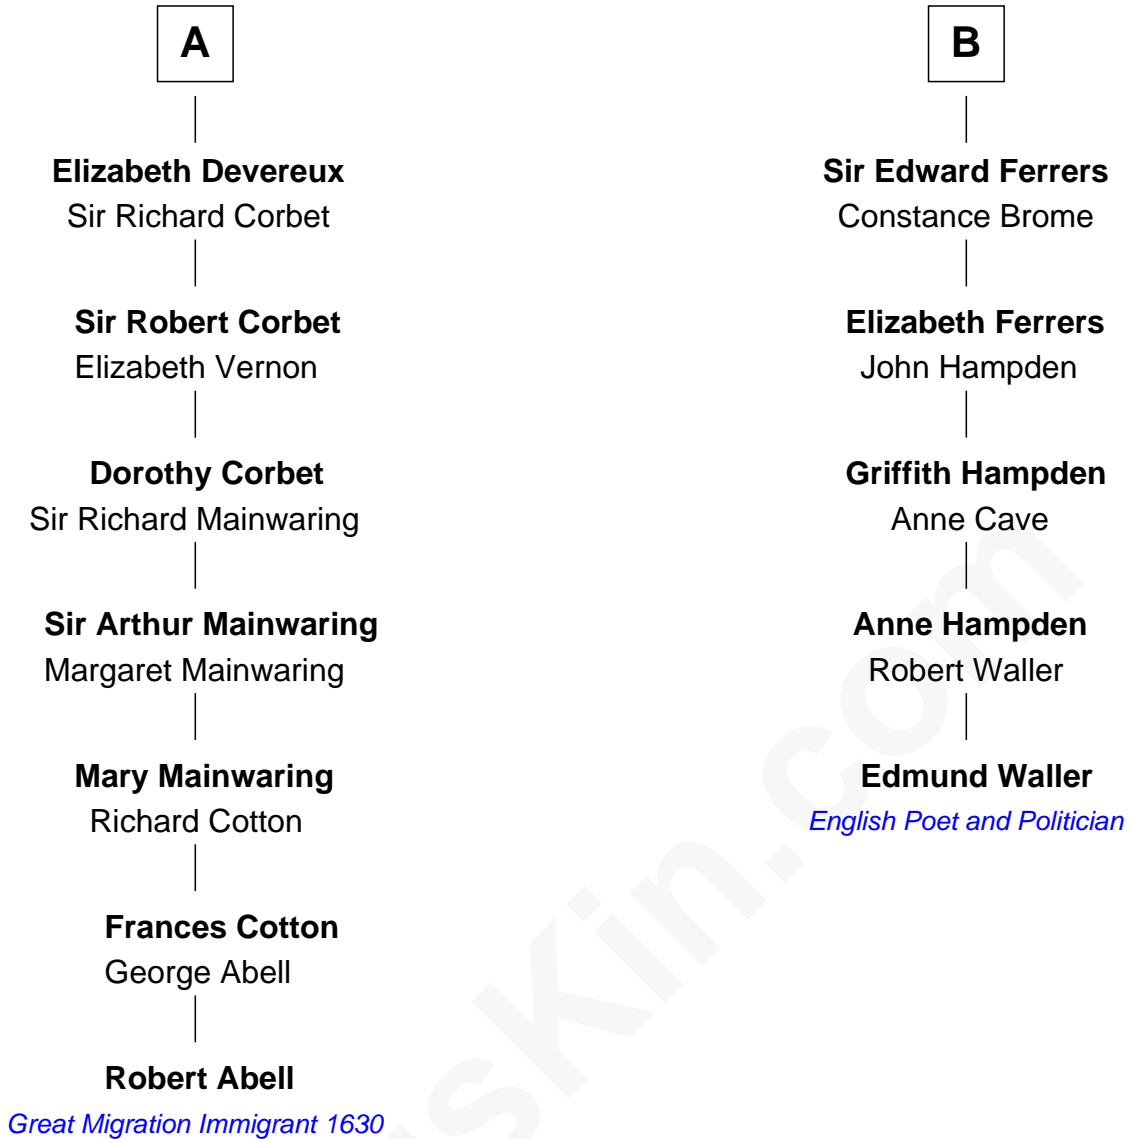 A
Elizabeth Devereux
Sir Richard Corbet
Sir Robert Corbet
Elizabeth Vernon
Dorothy Corbet
Sir Richard Mainwaring
Sir Arthur Mainwaring
Margaret Mainwaring
Mary Mainwaring
Richard Cotton
Frances Cotton
George Abell
Robert Abell
Great Migration Immigrant 1630
B
Sir Edward Ferrers
Constance Brome
Elizabeth Ferrers
John Hampden
Griffith Hampden
Anne Cave
Anne Hampden
Robert Waller
Edmund Waller
English Poet and Politician